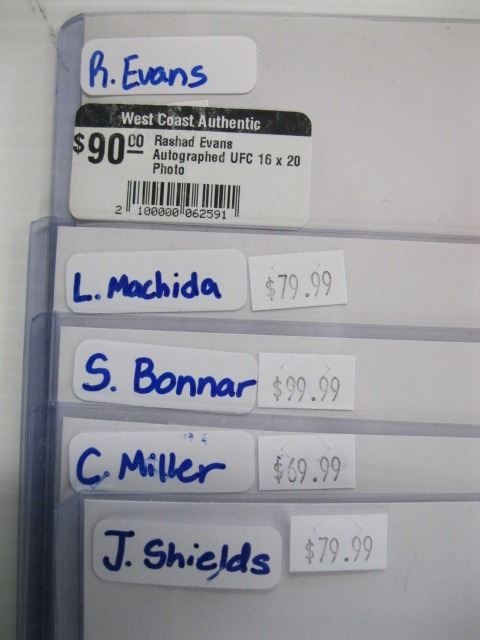 R. Evans
West Coast Authentic
$90.00 Rashad Evans
Autographed UFC 16 x 20
Photo
2 100000 062591
L. Machida $79.99
S. Bonnar $99.99
C. Miller $69.99
J. Shields $79.99